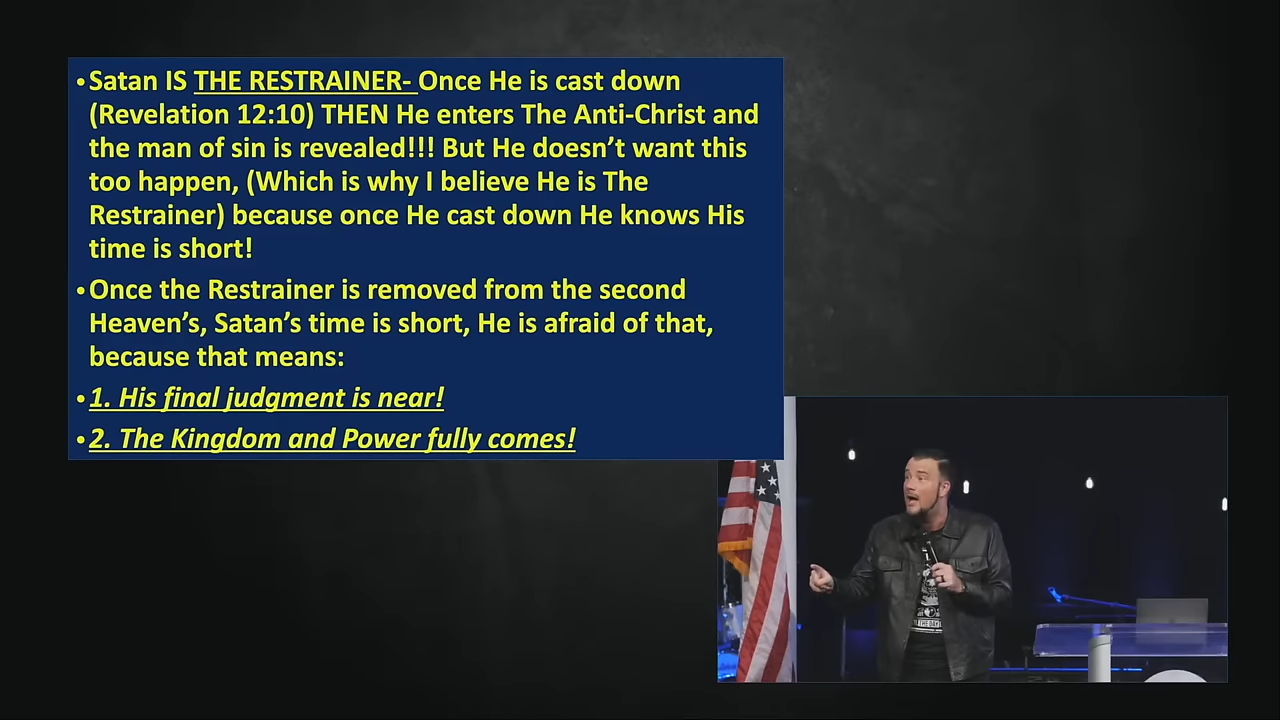 • Satan IS THE RESTRAINER- Once He is cast down
(Revelation 12:10) THEN He enters The Anti-Christ and
the man of sin is revealed!!! But He doesn’t want this
too happen, (Which is why I believe He is The
Restrainer) because once He cast down He knows His
time is short!
• Once the Restrainer is removed from the second
Heaven’s, Satan’s time is short, He is afraid of that,
because that means:
• 1. His final judgment is near!
• 2. The Kingdom and Power fully comes!